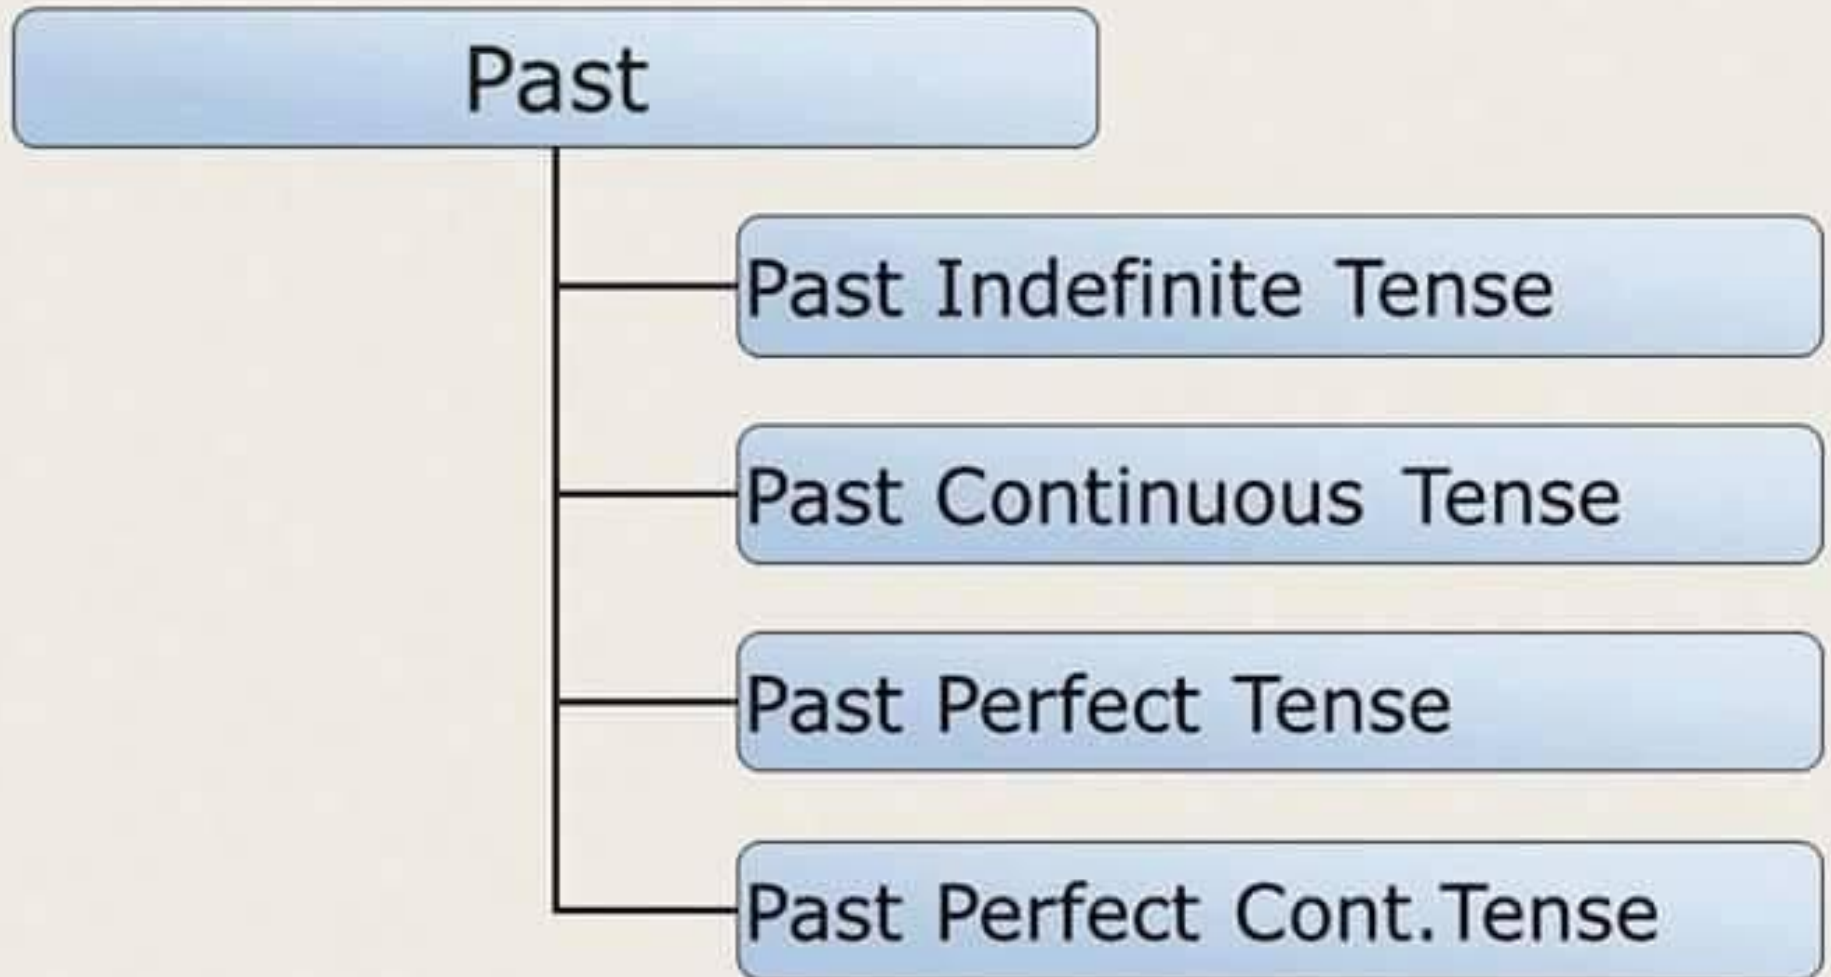 Past
Past Indefinite Tense
Past Continuous Tense
Past Perfect Tense
Past Perfect Cont.Tense